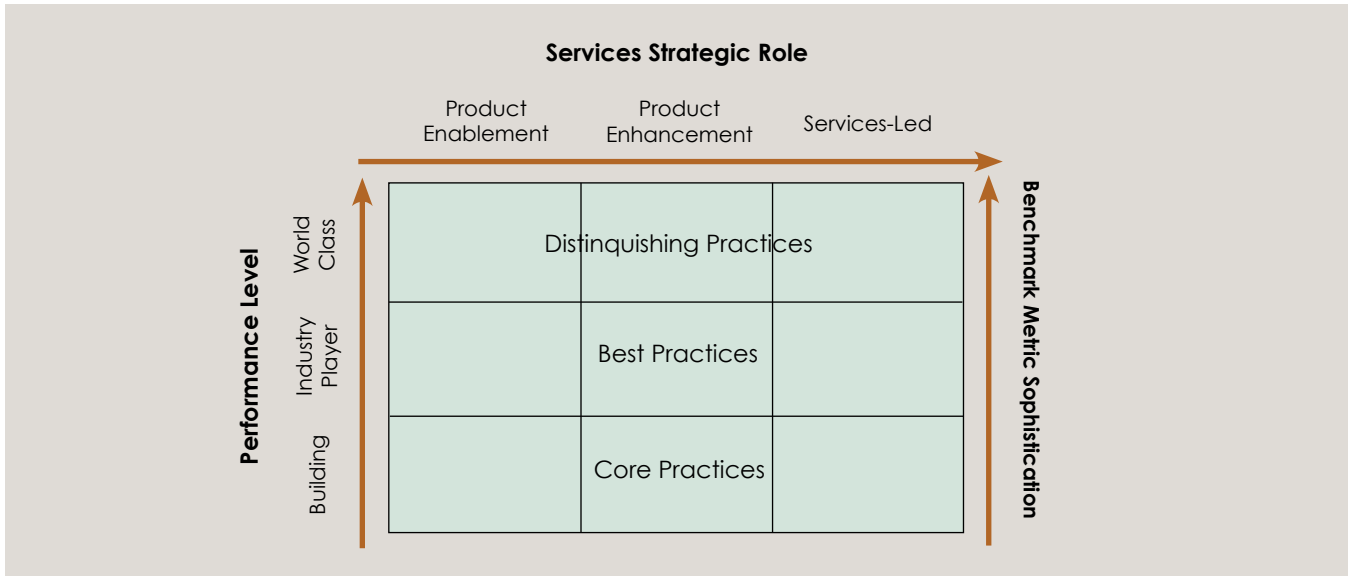 Services Strategic Role
Product
Enablement
Product
Enhancement
Services-Led
Performance Level
World
Class
Industry
Player
Building
Distinquishing Practices
Best Practices
Core Practices
Benchmark Metric Sophistication